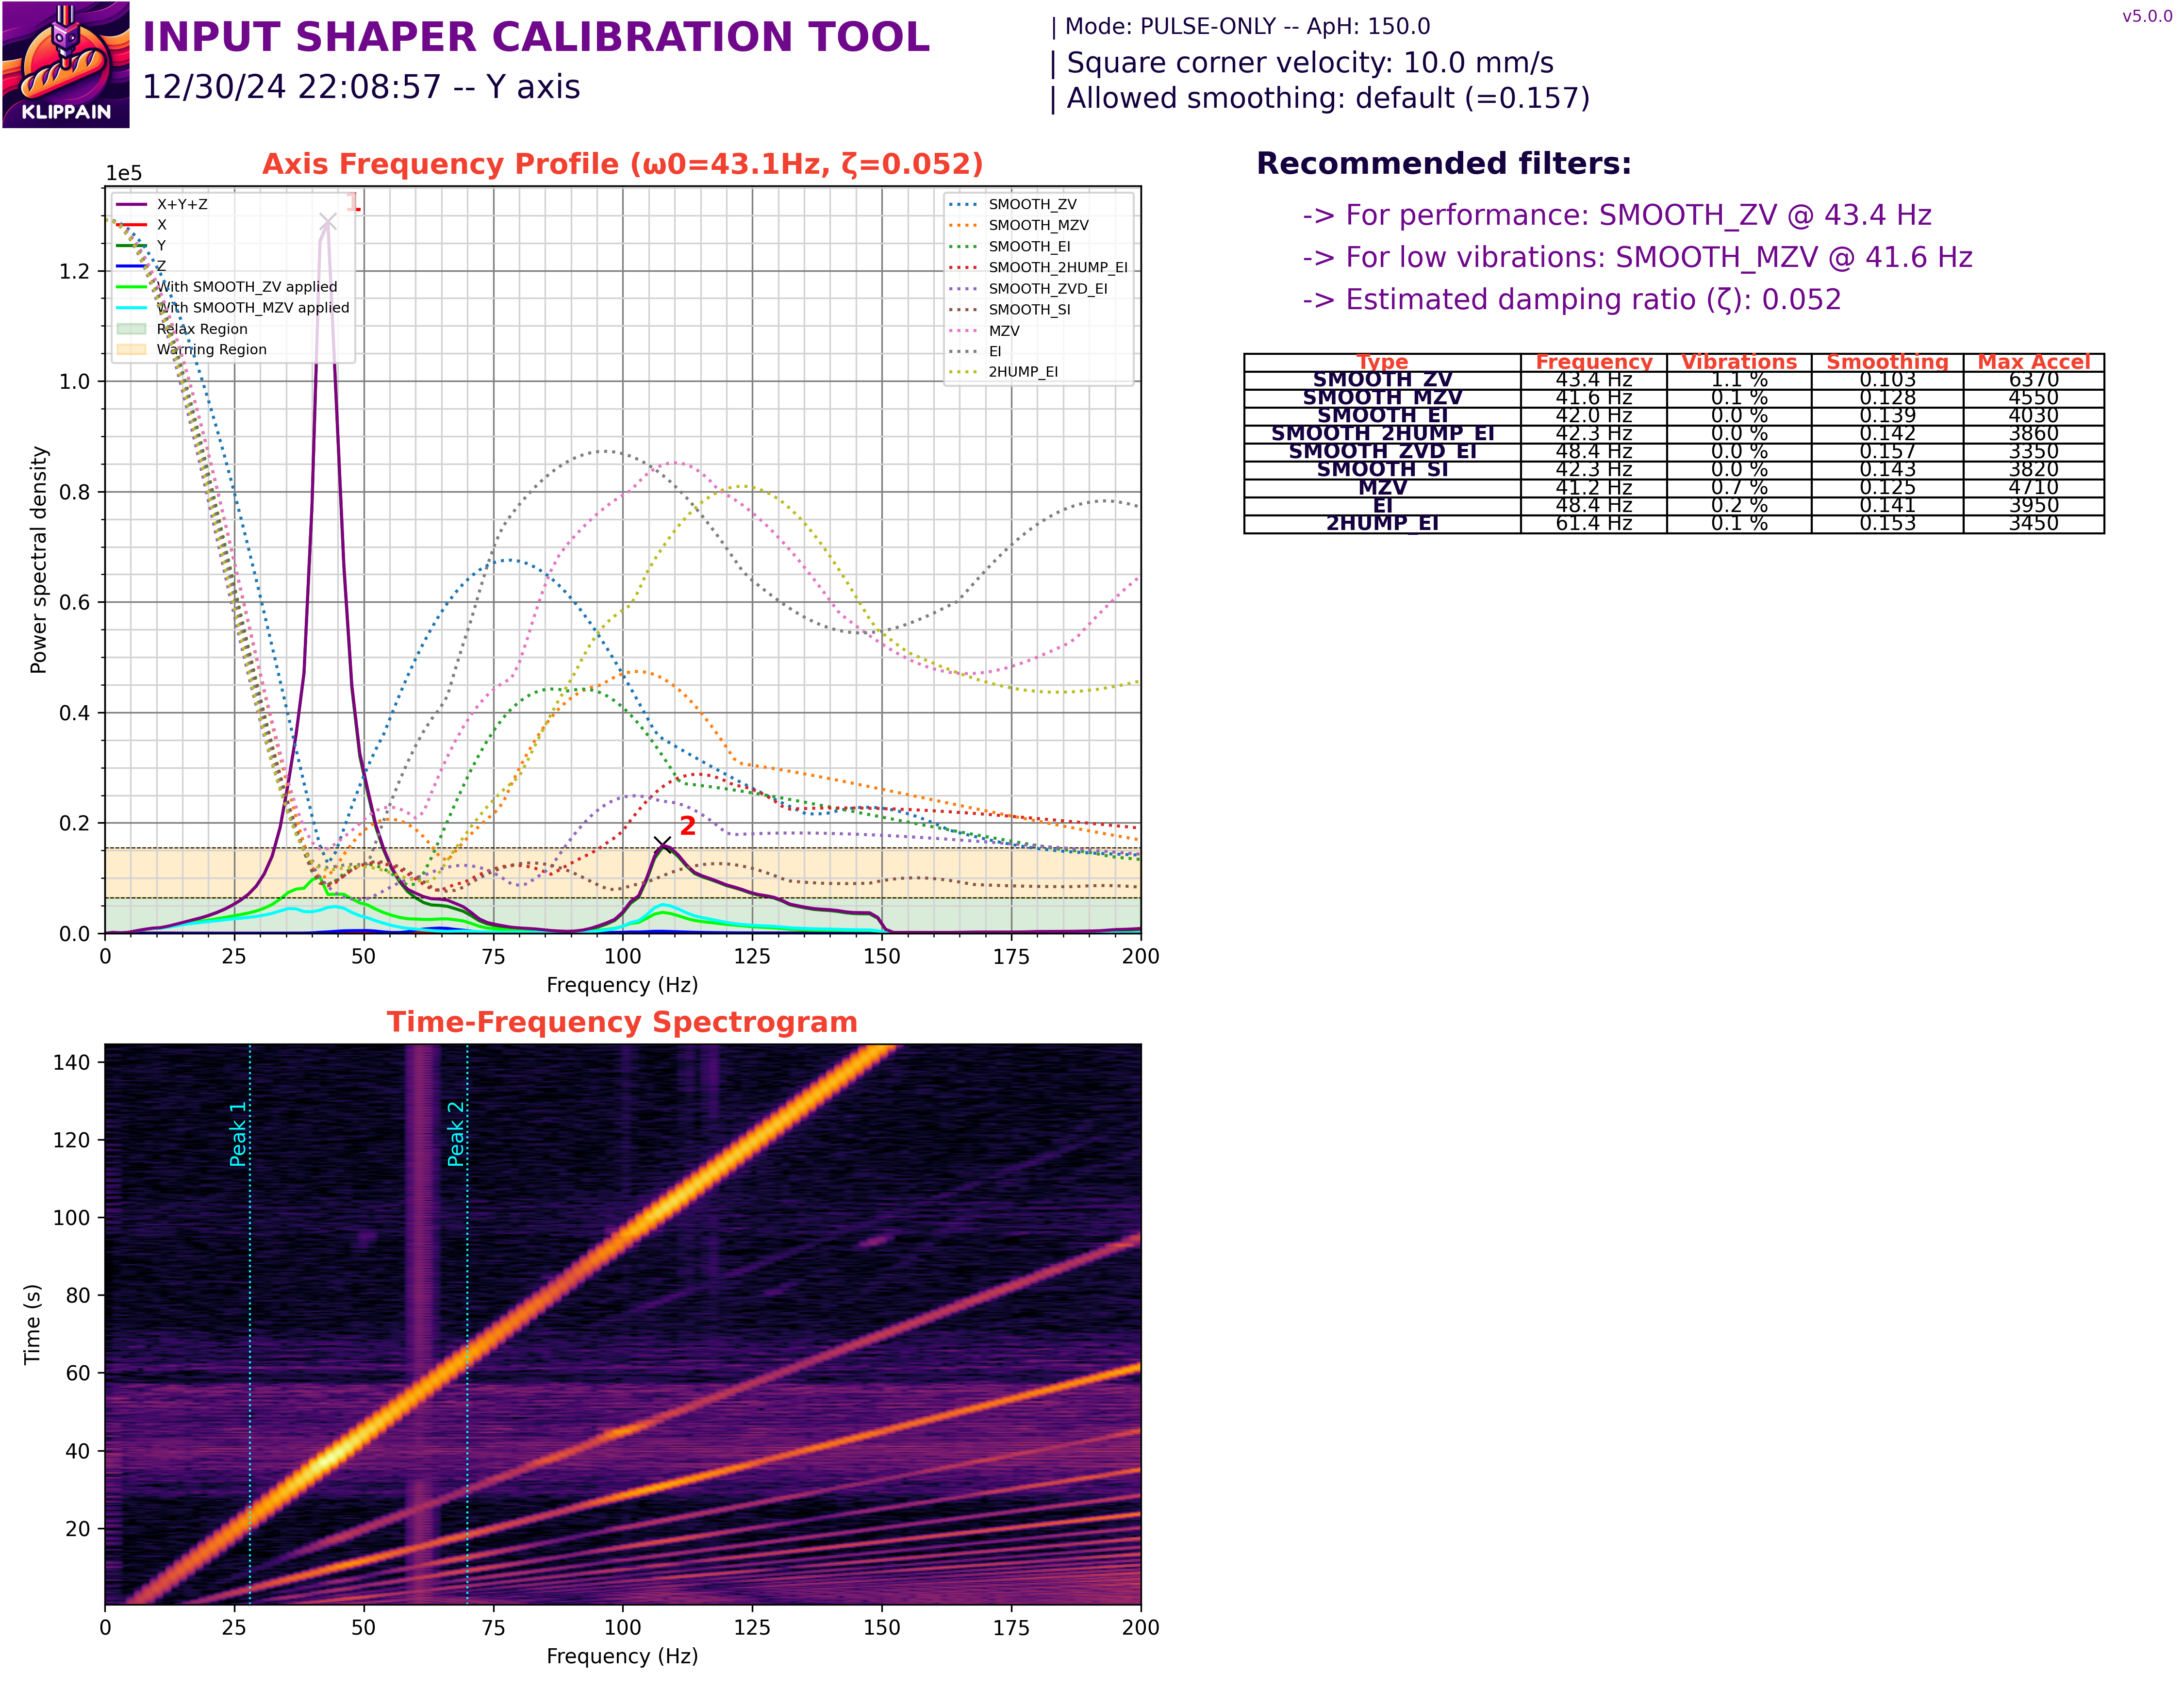 KLIPPAIN
INPUT SHAPER CALIBRATION TOOL
12/30/24 22:08:57 -- Y axis
| Mode: PULSE-ONLY -- ApH: 150.0
| Square corner velocity: 10.0 mm/s
| Allowed smoothing: default (=0.157)
v5.0.0
Axis Frequency Profile (ω0=43.1Hz, ζ=0.052)
1e5
X+Y+Z
X
Y
Z
With SMOOTH_ZV applied
With SMOOTH_MZV applied
Relax Region
Warning Region
1
SMOOTH_ZV
SMOOTH_MZV
SMOOTH_EI
SMOOTH_2HUMP_EI
SMOOTH_ZVD_EI
SMOOTH_SI
MZV
EI
2HUMP_EI
2
Power spectral density
1.2
1.0
0.8
0.6
0.4
0.2
0.0
0 25 50 75 100 125 150 175 200
Frequency (Hz)
Recommended filters:
-> For performance: SMOOTH_ZV @ 43.4 Hz
-> For low vibrations: SMOOTH_MZV @ 41.6 Hz
-> Estimated damping ratio (ζ): 0.052
Type Frequency Vibrations Smoothing Max Accel
SMOOTH_ZV 43.4 Hz 1.1 % 0.103 6370
SMOOTH_MZV 41.6 Hz 0.1 % 0.128 4550
SMOOTH_EI 42.0 Hz 0.0 % 0.139 4030
SMOOTH_2HUMP_EI 42.3 Hz 0.0 % 0.142 3860
SMOOTH_ZVD_EI 48.4 Hz 0.0 % 0.157 3350
SMOOTH_SI 42.3 Hz 0.0 % 0.143 3820
MZV 41.2 Hz 0.7 % 0.125 4710
EI 48.4 Hz 0.2 % 0.141 3950
2HUMP_EI 61.4 Hz 0.1 % 0.153 3450
Time-Frequency Spectrogram
Time (s)
140
120
100
80
60
40
20
Peak 1
Peak 2
0 25 50 75 100 125 150 175 200
Frequency (Hz)